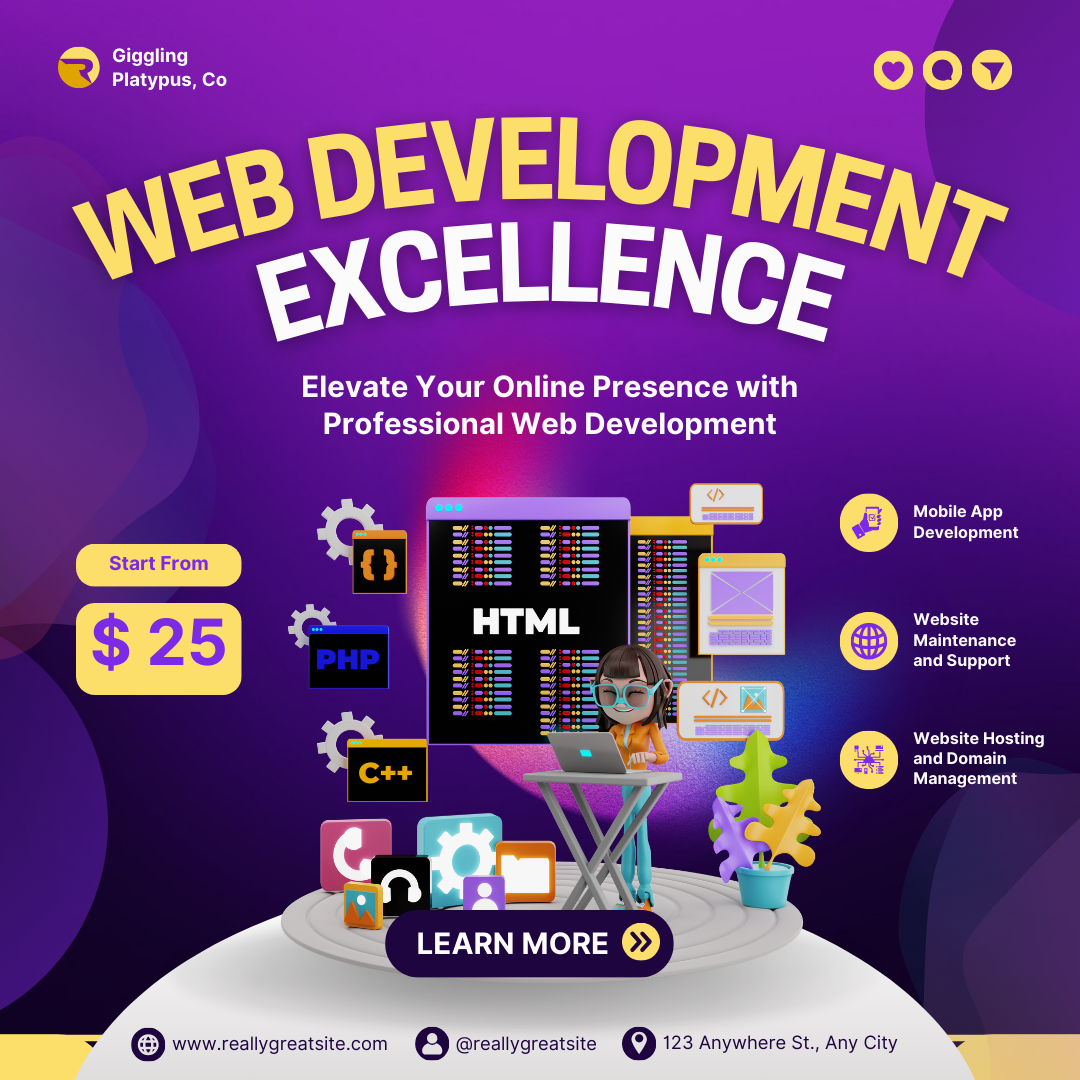 Giggling
Platypus, Co
WEB DEVELOPMENT
EXCELLENCE
Elevate Your Online Presence with
Professional Web Development
Start From
$ 25
{ }
PHP
C++
HTML
</>
</>
Mobile App
Development
Website
Maintenance
and Support
Website Hosting
and Domain
Management
LEARN MORE
www.reallygreatsite.com
@reallygreatsite
123 Anywhere St., Any City